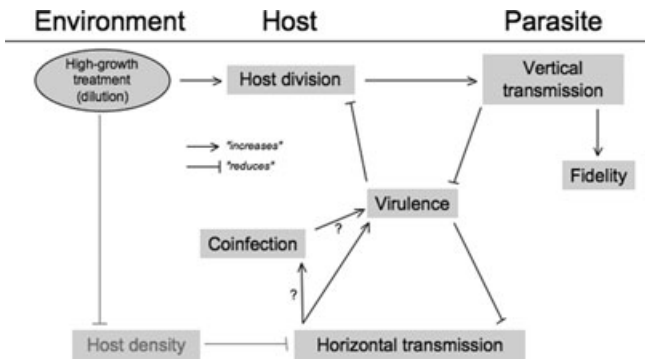 Environment
Host
Parasite
High-growth
treatment
(dilution)
Host division
Vertical
transmission
"increases"
"reduces"
Fidelity
Virulence
Coinfection
?
?
Host density
Horizontal transmission